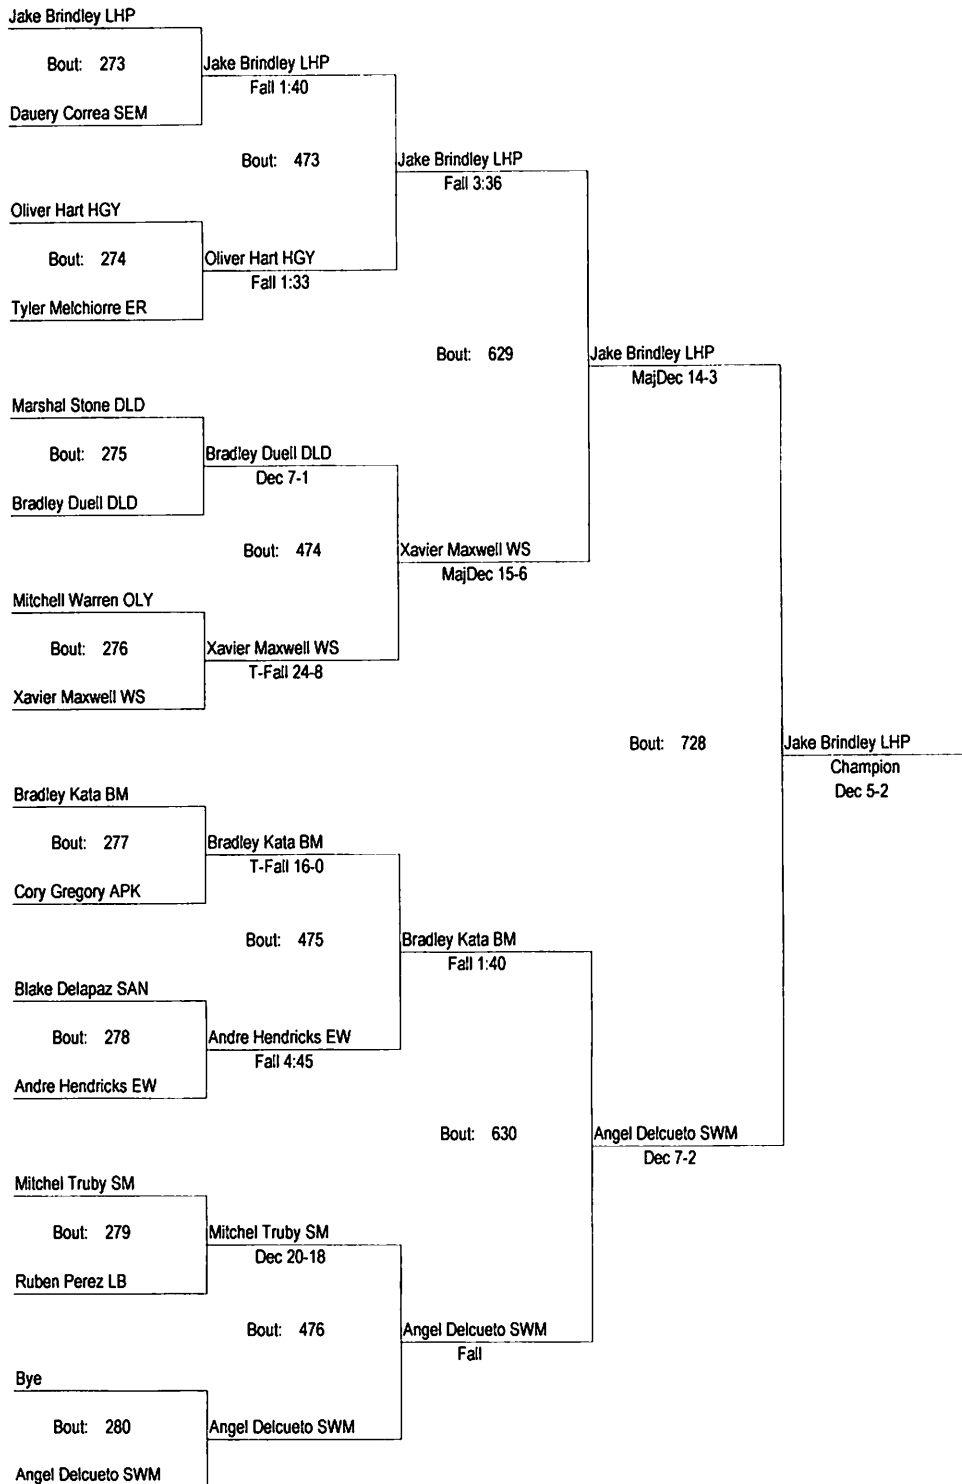 Jake Brindley LHP
Bout: 273
Dauery Correa SEM
Jake Brindley LHP
Fall 1:40
Bout: 473
Oliver Hart HGY
Bout: 274
Tyler Melchiorre ER
Oliver Hart HGY
Fall 1:33
Jake Brindley LHP
Fall 3:36
Bout: 629
Marshal Stone DLD
Bout: 275
Bradley Duell DLD
Bradley Duell DLD
Dec 7-1
Bout: 474
Mitchell Warren OLY
Bout: 276
Xavier Maxwell WS
Xavier Maxwell WS
T-Fall 24-8
Xavier Maxwell WS
MajDec 15-6
Jake Brindley LHP
MajDec 14-3
Bout: 728
Jake Brindley LHP
Champion
Dec 5-2
Bradley Kata BM
Bout: 277
Cory Gregory APK
Bradley Kata BM
T-Fall 16-0
Bout: 475
Blake Delapaz SAN
Bout: 278
Andre Hendricks EW
Andre Hendricks EW
Fall 4:45
Bradley Kata BM
Fall 1:40
Bout: 630
Mitchel Truby SM
Bout: 279
Ruben Perez LB
Mitchel Truby SM
Dec 20-18
Bout: 476
Bye
Bout: 280
Angel Delcueto SWM
Angel Delcueto SWM
Angel Delcueto SWM
Fall
Angel Delcueto SWM
Dec 7-2